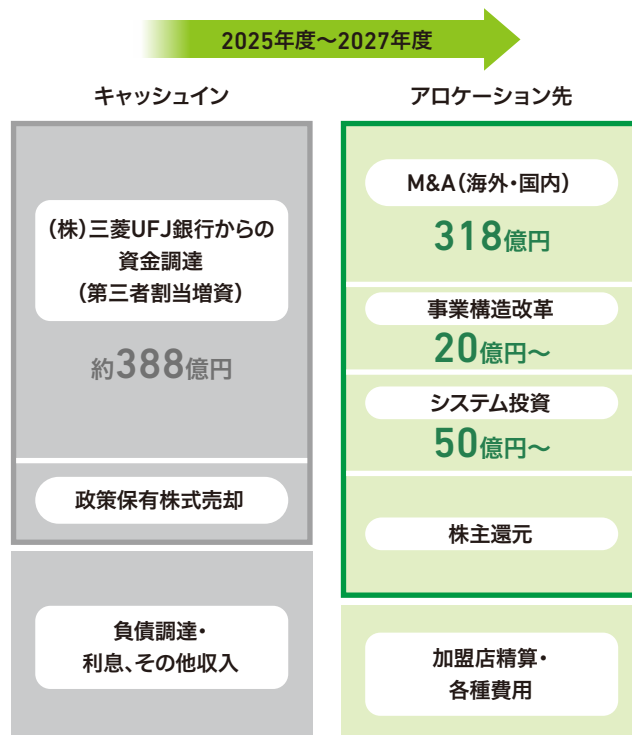 2025年度～2027年度
キャッシュイン
(株)三菱UFJ銀行からの
資金調達
(第三者割当増資)
約388億円
政策保有株式売却
負債調達・
利息、その他収入
アロケーション先
M&A(海外・国内)
318億円
事業構造改革
20億円～
システム投資
50億円～
株主還元
加盟店精算・
各種費用